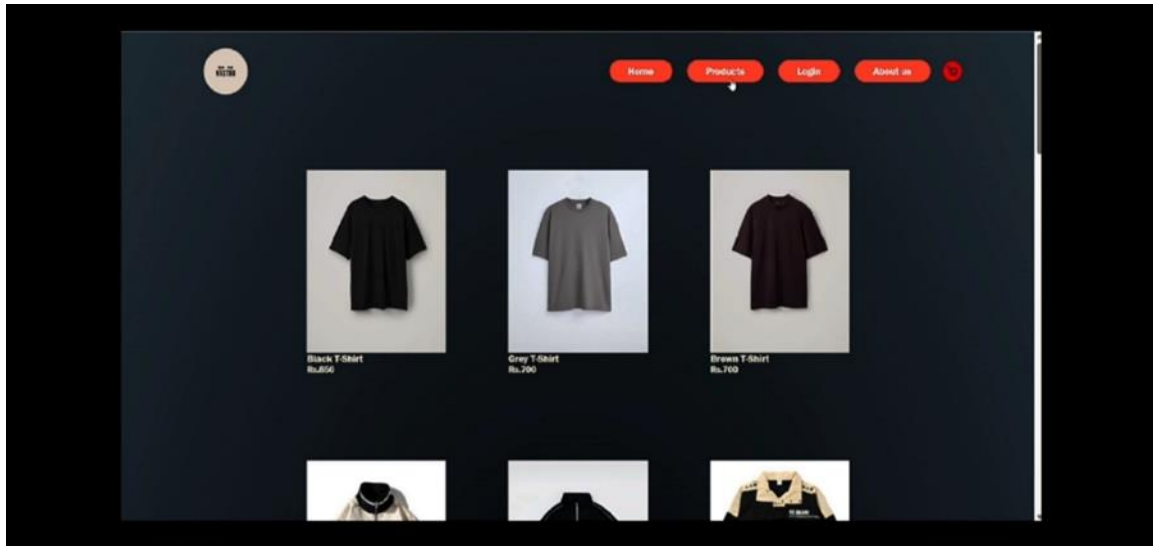 Home
Products
Login
About us
Black T-Shirt
Rs.850
Grey T-Shirt
Rs.700
Brown T-Shirt
Rs.700